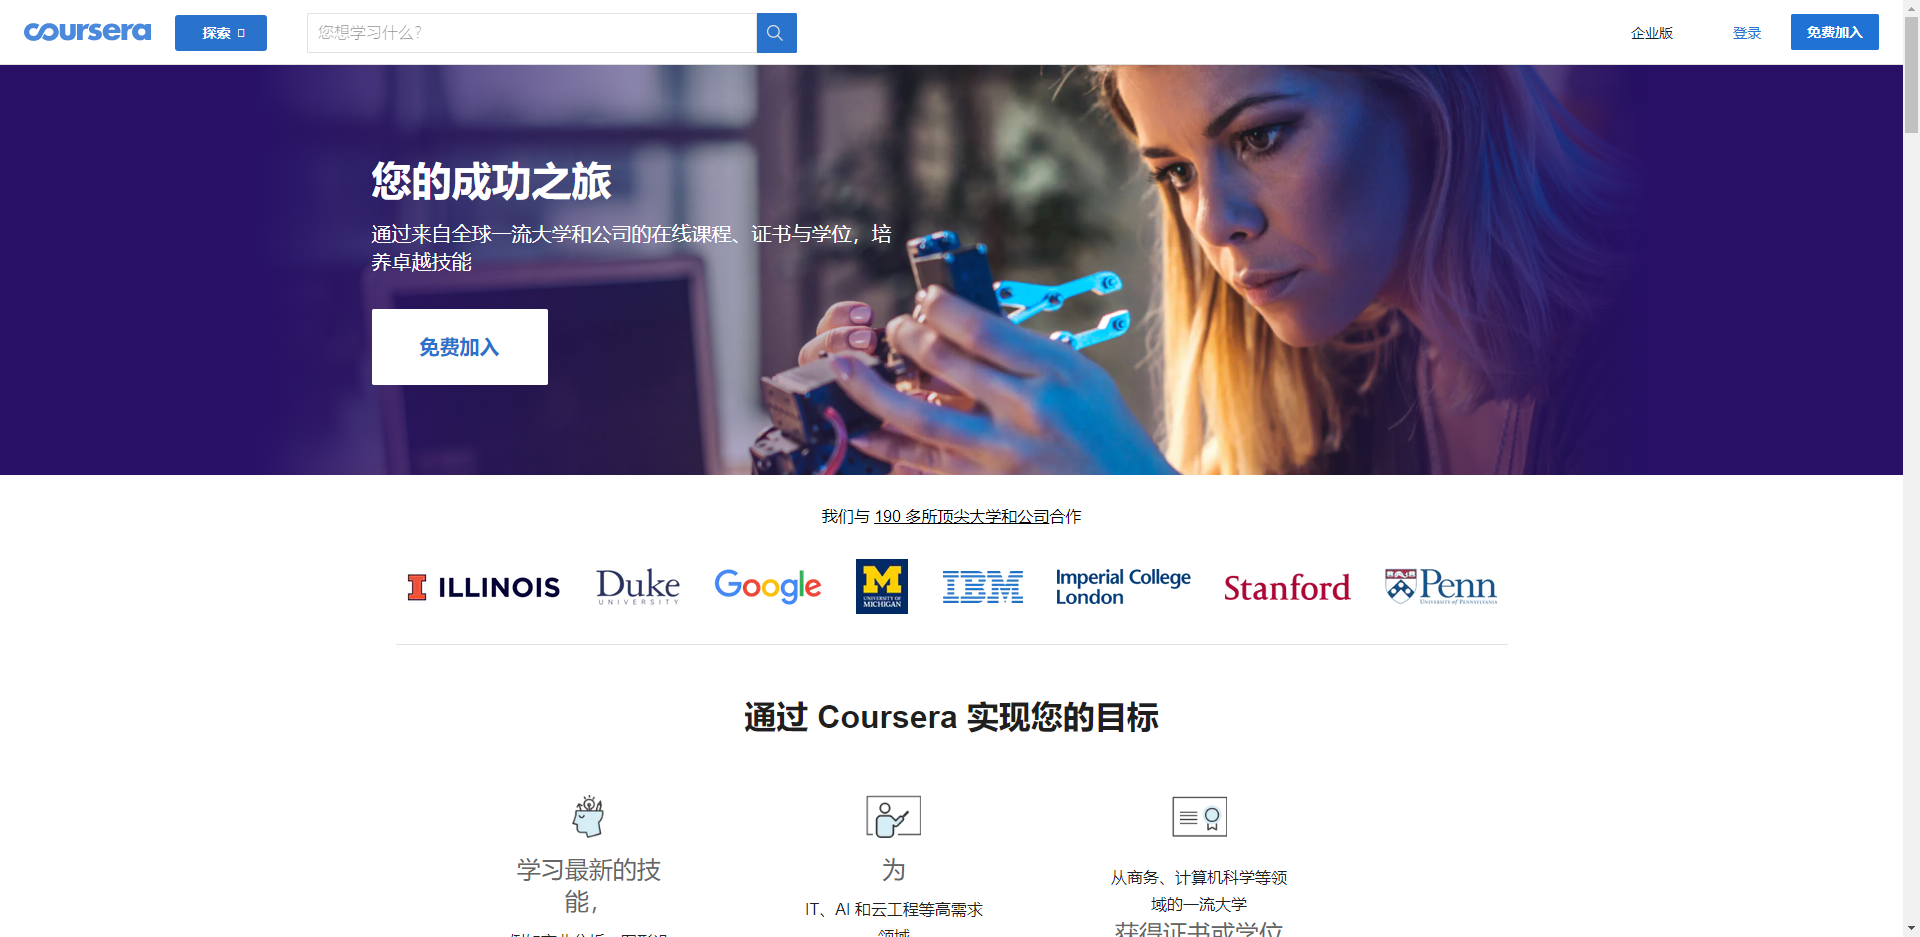 coursera
探索
您想学习什么？
企业版
登录
免费加入
您的成功之旅
通过来自全球一流大学和公司的在线课程、证书与学位，培
养卓越技能
免费加入
我们与 190 多所顶尖大学和公司合作
ILLINOIS
Duke
UNIVERSITY
Google
M
UNIVERSITY OF
MICHIGAN
IBM
Imperial College
London
Stanford
Penn
UNIVERSITY of PENNSYLVANIA
通过 Coursera 实现您的目标
学习最新的技
能，
为
IT、AI 和云工程等高需求
领域
从商务、计算机科学等领
域的一流大学
获得证书或学位